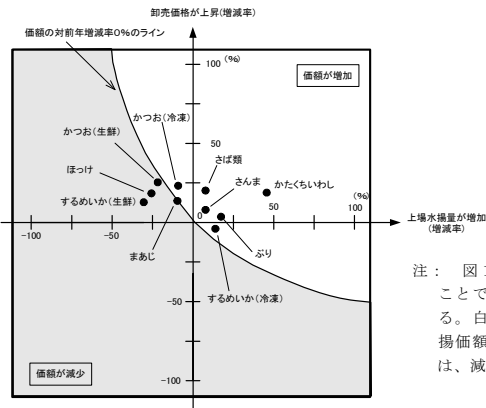 卸売価格が上昇(増減率)
価額の対前年増減率0%のライン
100 (%)
価額が増加
かつお(冷凍)
かつお(生鮮)
50
さば類
ほっけ
さんま
かたくちいわし
するめいか(生鮮)
(%)
0
50
100
上場水揚量が増加
(増減率)
-100
-50
まあじ
ぶり
するめいか(冷凍)
-50
価額が減少
-100
注： 図1
ことで
る。白
揚価額
は、減